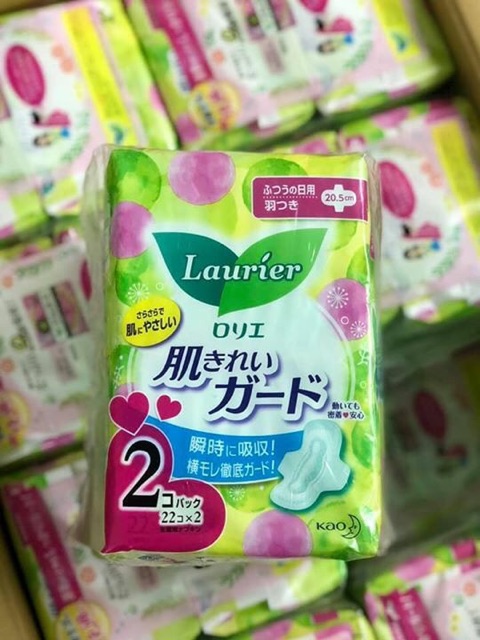 ふつうの日用
羽つき
20.5cm
Laurier
ロリエ
さらさらで
肌にやさしい
肌きれい
ガード
動いても
密着♥安心
瞬時に吸収!
横モレ徹底ガード!
2コパック
22コ×2
Kao